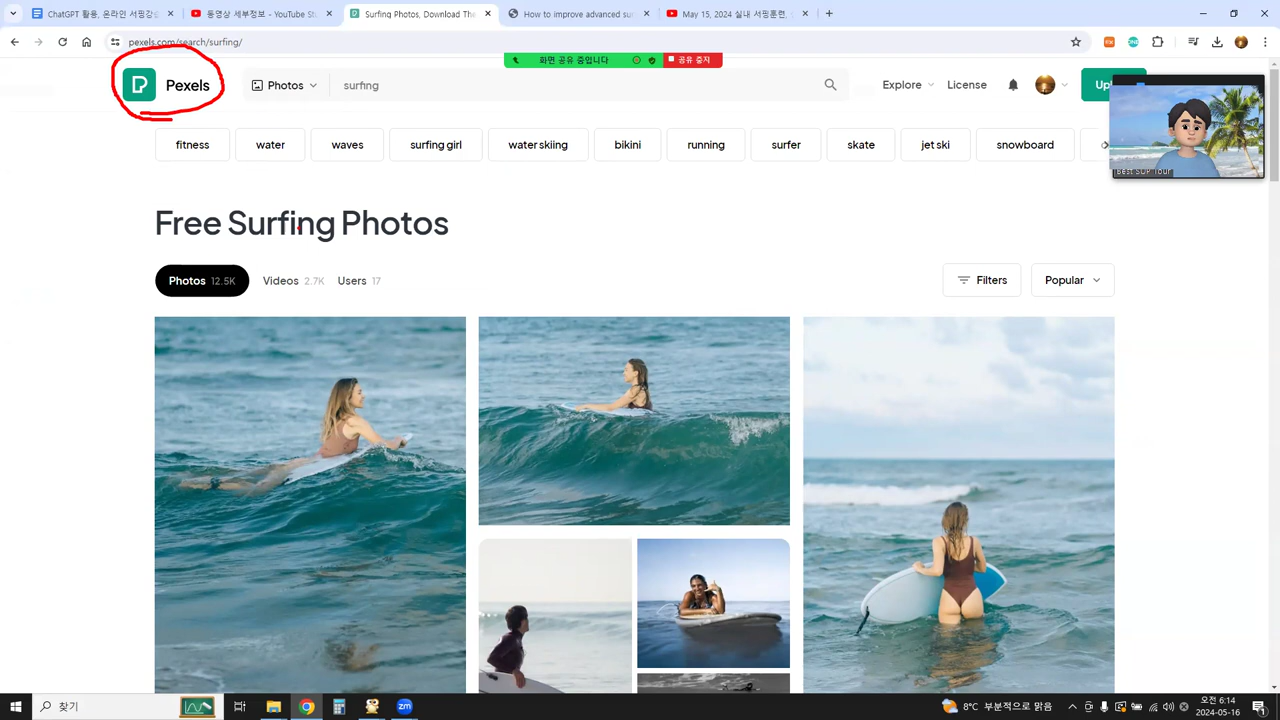 ChatGPT 활용, 온라인 서핑강습
동영상 세부정보 - YouTube St
Surfing Photos, Download The
How to improve advanced su
May 15, 2024 실내 서핑훈련,
pexels.com/search/surfing/
화면 공유 중입니다
공유 중지
Pexels
Photos
surfing
Explore
License
fitness
water
waves
surfing girl
water skiing
bikini
running
surfer
skate
jet ski
snowboard
Best SUP Tour
Free Surfing Photos
Photos 12.5K
Videos 2.7K
Users 17
Filters
Popular
찾기
zm
8°C 부분적으로 맑음
오전 6:14
2024-05-16